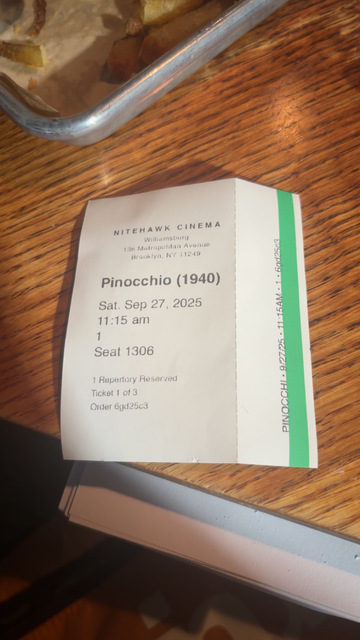 NITEHAWK CINEMA
Williamsburg
136 Metropolitan Avenue
Brooklyn, NY 11249
Pinocchio (1940)
Sat. Sep 27, 2025
11:15 am
1
Seat 1306
1 Repertory Reserved
Ticket 1 of 3
Order 6gd25c3
PINOCCHI • 9/27/25 • 11:15AM • 1 • 6gd25c3